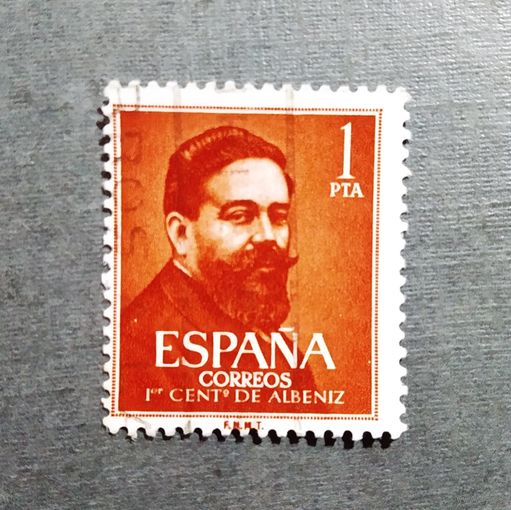 1
PTA
ESPAÑA
CORREOS
1er CENTº DE ALBENIZ
F.N.M.T.